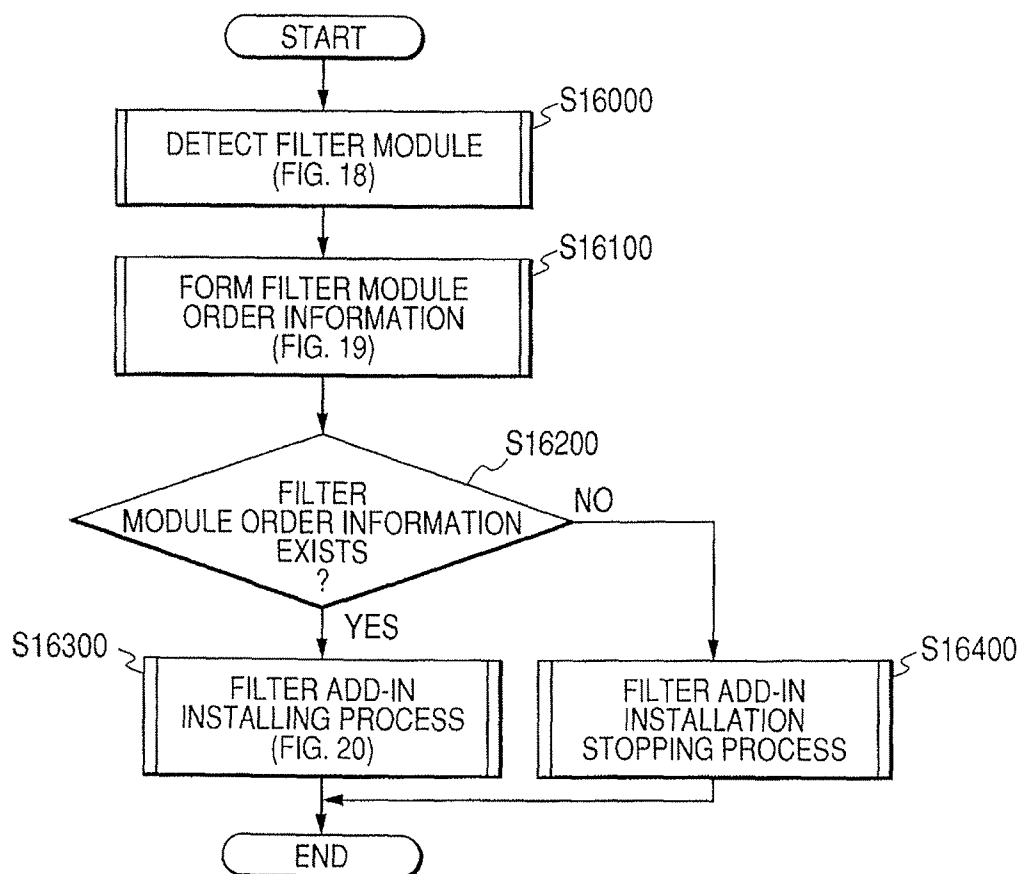 START
S16000
DETECT FILTER MODULE
(FIG. 18)
S16100
FORM FILTER MODULE
ORDER INFORMATION
(FIG. 19)
S16200
FILTER
MODULE ORDER INFORMATION
EXISTS
?
NO
YES
S16300
FILTER ADD-IN
INSTALLING PROCESS
(FIG. 20)
S16400
FILTER ADD-IN
INSTALLATION
STOPPING PROCESS
END